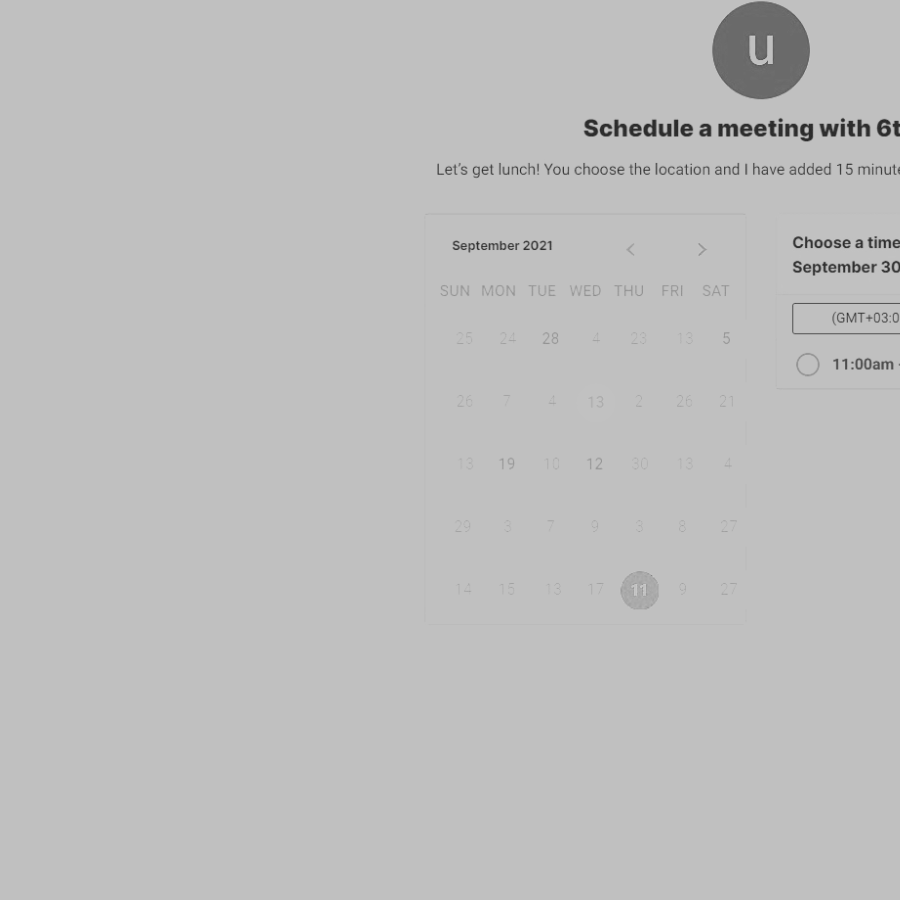 u
Schedule a meeting with 6t
Let's get lunch! You choose the location and I have added 15 minute
September 2021
SUN MON TUE WED THU FRI SAT
25 24 28 4 23 13 5
26 7 4 13 2 26 21
13 19 10 12 30 13 4
29 3 7 9 3 8 27
14 15 13 17 11 9 27
Choose a time
September 30
(GMT+03:0
11:00am -